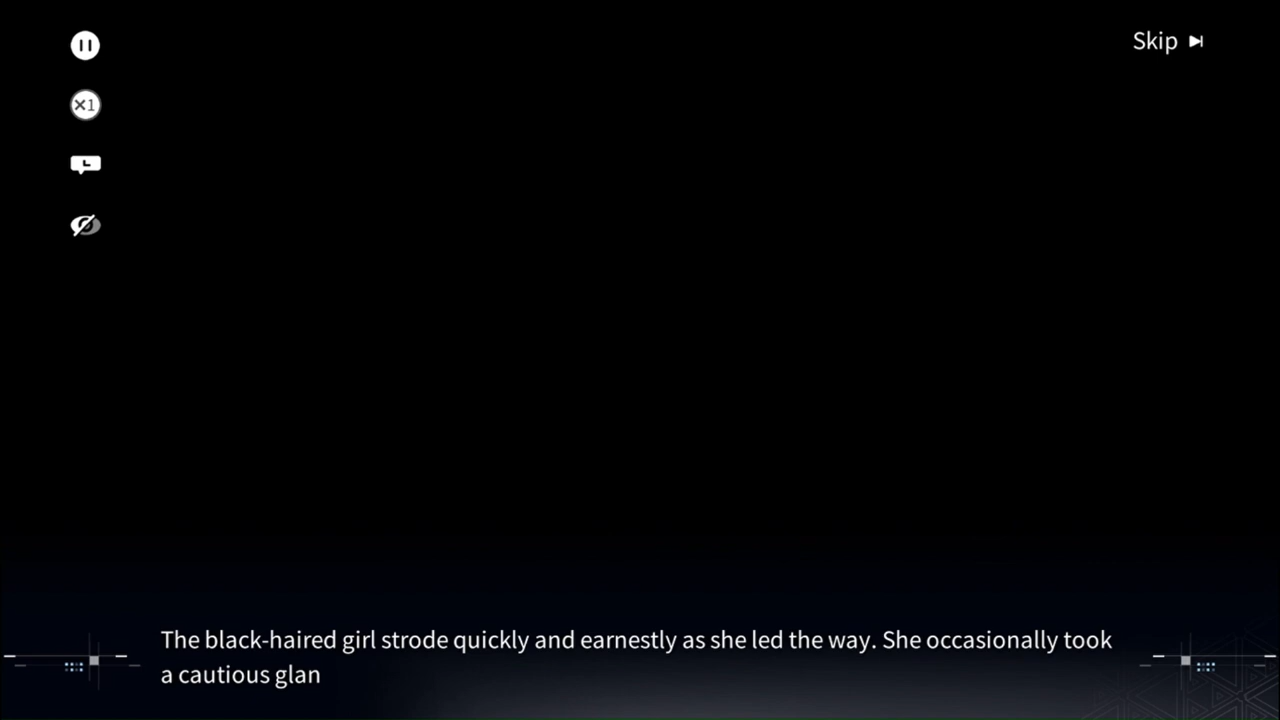 Skip
×1
The black-haired girl strode quickly and earnestly as she led the way. She occasionally took
a cautious glan